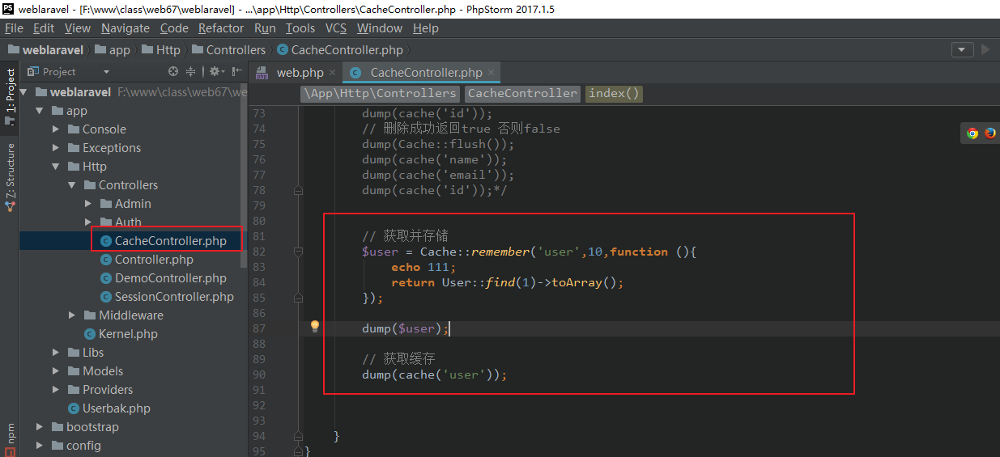 PS weblaravel - [F:\www\class\web67\weblaravel] - ...\app\Http\Controllers\CacheController.php - PhpStorm 2017.1.5
File Edit View Navigate Code Refactor Run Tools VCS Window Help
weblaravel app Http Controllers CacheController.php
1: Project
7: Structure
npm
Project
weblaravel F:\www\class\web67\we
app
Console
Exceptions
Http
Controllers
Admin
Auth
CacheController.php
Controller.php
DemoController.php
SessionController.php
Middleware
Kernel.php
Libs
Models
Providers
Userbak.php
bootstrap
config
web.php CacheController.php
\App\Http\Controllers CacheController index()
73 dump(cache('id'));
74 // 删除成功返回true 否则false
75 dump(Cache::flush());
76 dump(cache('name'));
77 dump(cache('email'));
78 dump(cache('id'));*/
79
80
81 // 获取并存储
82 $user = Cache::remember('user',10,function (){
83 echo 111;
84 return User::find(1)->toArray();
85 });
86
87 dump($user);
88
89 // 获取缓存
90 dump(cache('user'));
91
92
93
94 }
95 }